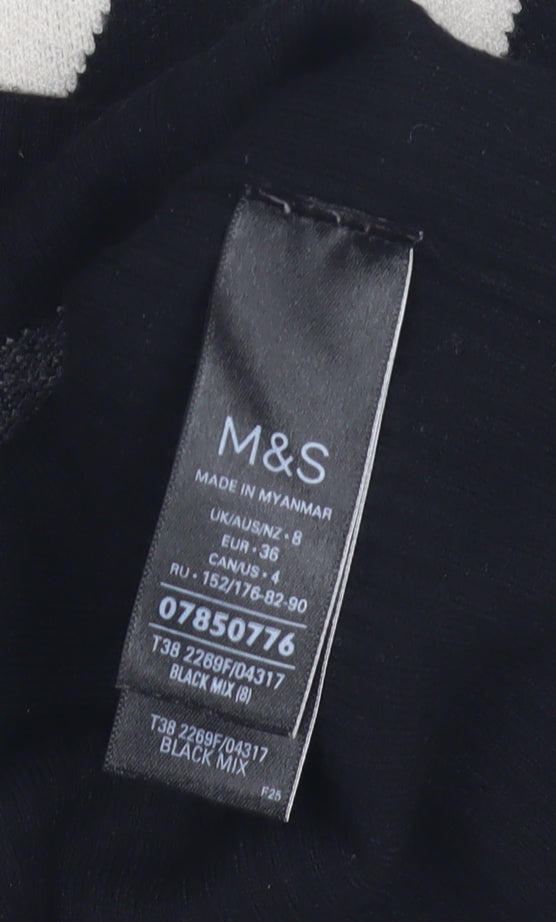 M&S
MADE IN MYANMAR
UK/AUS/NZ • 8
EUR • 36
CAN/US • 4
RU • 152/176-82-90
07850776
T38 2269F/04317
BLACK MIX (8)
T38 2269F/04317
BLACK MIX
F25